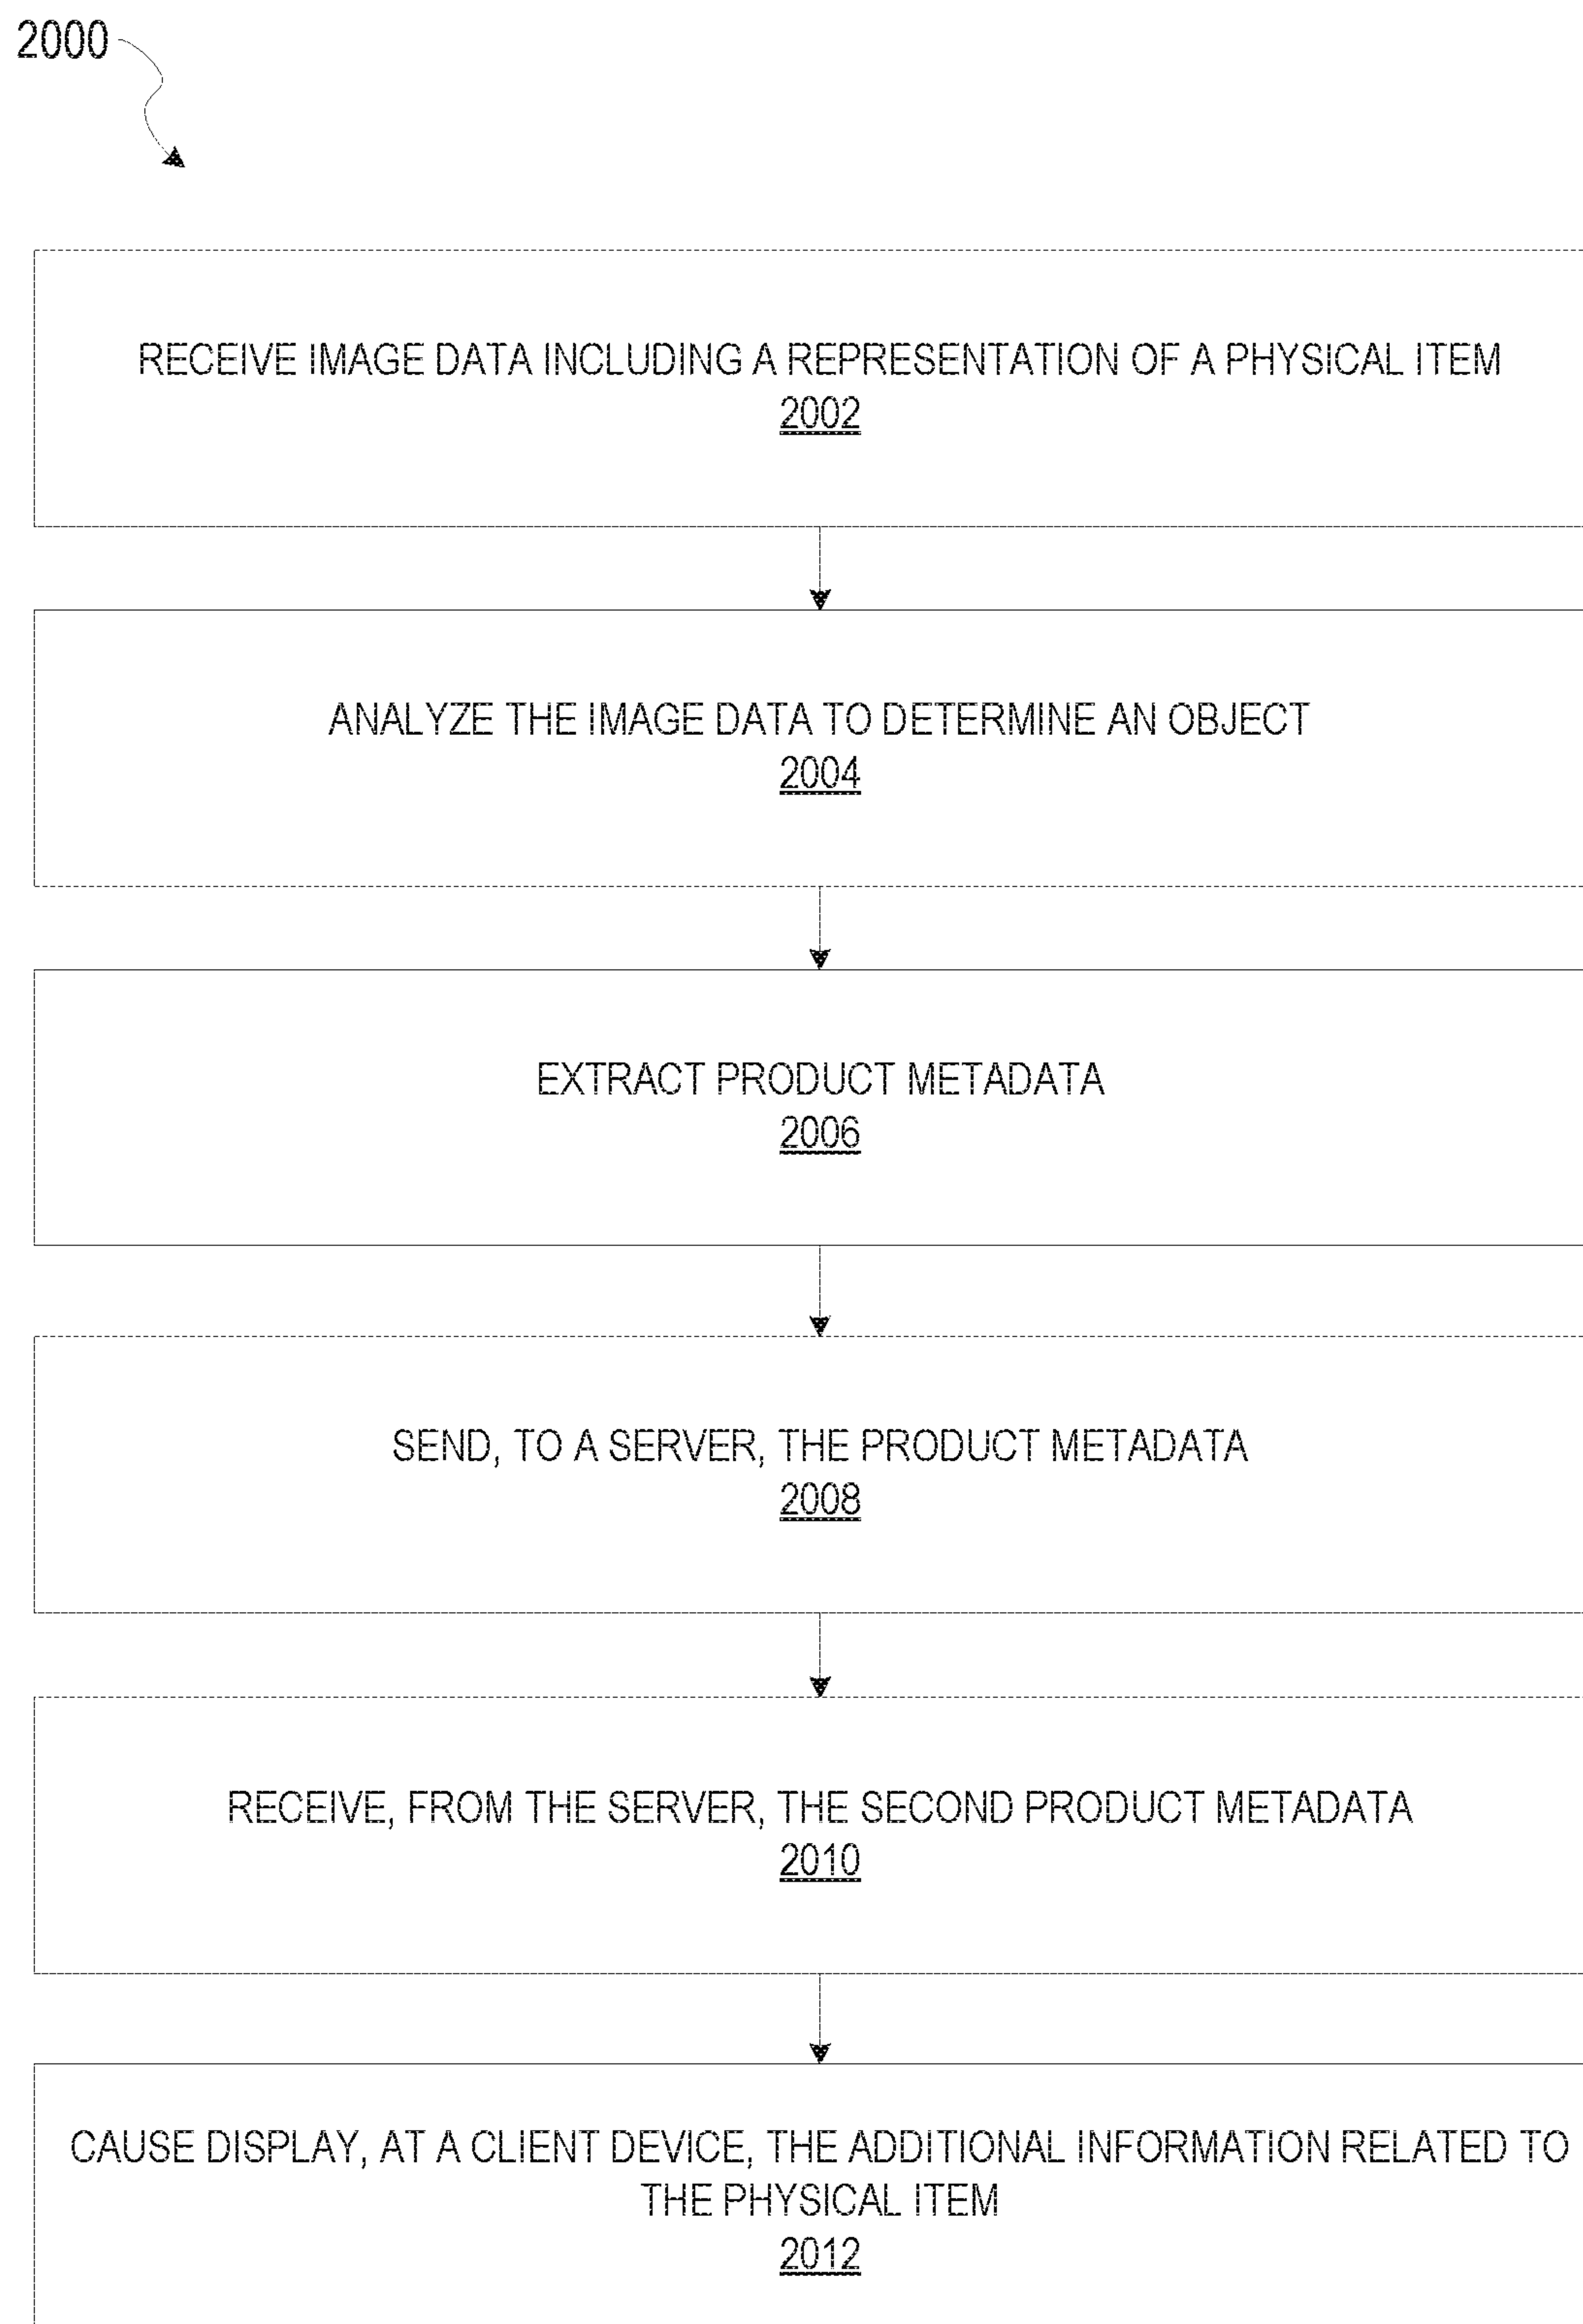 2000
RECEIVE IMAGE DATA INCLUDING A REPRESENTATION OF A PHYSICAL ITEM
2002
ANALYZE THE IMAGE DATA TO DETERMINE AN OBJECT
2004
EXTRACT PRODUCT METADATA
2006
SEND, TO A SERVER, THE PRODUCT METADATA
2008
RECEIVE, FROM THE SERVER, THE SECOND PRODUCT METADATA
2010
CAUSE DISPLAY, AT A CLIENT DEVICE, THE ADDITIONAL INFORMATION RELATED TO
THE PHYSICAL ITEM
2012